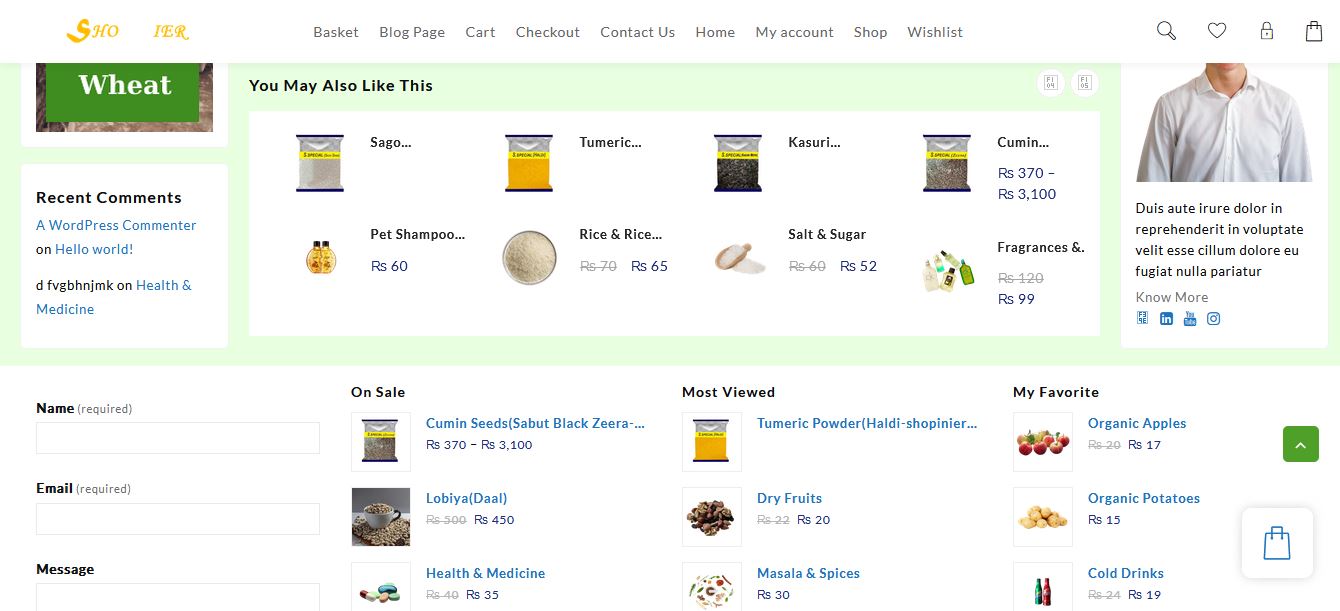 SHO IER
Basket Blog Page Cart Checkout Contact Us Home My account Shop Wishlist
Wheat
Recent Comments
A WordPress Commenter
on Hello world!
d fvgbhnjmk on Health &
Medicine
You May Also Like This
Sago...
Tumeric...
Kasuri...
Cumin...
₨ 370 –
₨ 3,100
Pet Shampoo...
₨ 60
Rice & Rice...
₨ 70 ₨ 65
Salt & Sugar
₨ 60 ₨ 52
Fragrances &.
₨ 120
₨ 99
Duis aute irure dolor in
reprehenderit in voluptate
velit esse cillum dolore eu
fugiat nulla pariatur
Know More
Name (required)
Email (required)
Message
On Sale
Cumin Seeds(Sabut Black Zeera-...
₨ 370 – ₨ 3,100
Lobiya(Daal)
₨ 500 ₨ 450
Health & Medicine
₨ 40 ₨ 35
Most Viewed
Tumeric Powder(Haldi-shopinier...
Dry Fruits
₨ 22 ₨ 20
Masala & Spices
₨ 30
My Favorite
Organic Apples
₨ 20 ₨ 17
Organic Potatoes
₨ 15
Cold Drinks
₨ 24 ₨ 19